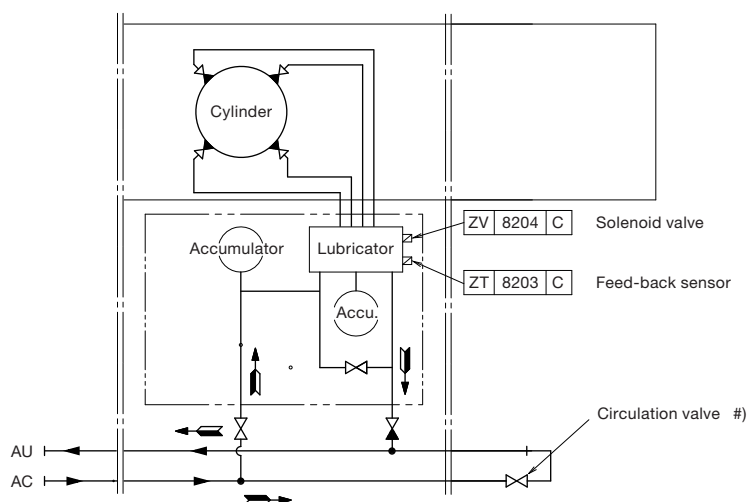 Cylinder
ZV 8204 C Solenoid valve
Accumulator
Lubricator
ZT 8203 C Feed-back sensor
Accu.
Circulation valve #)
AU
AC